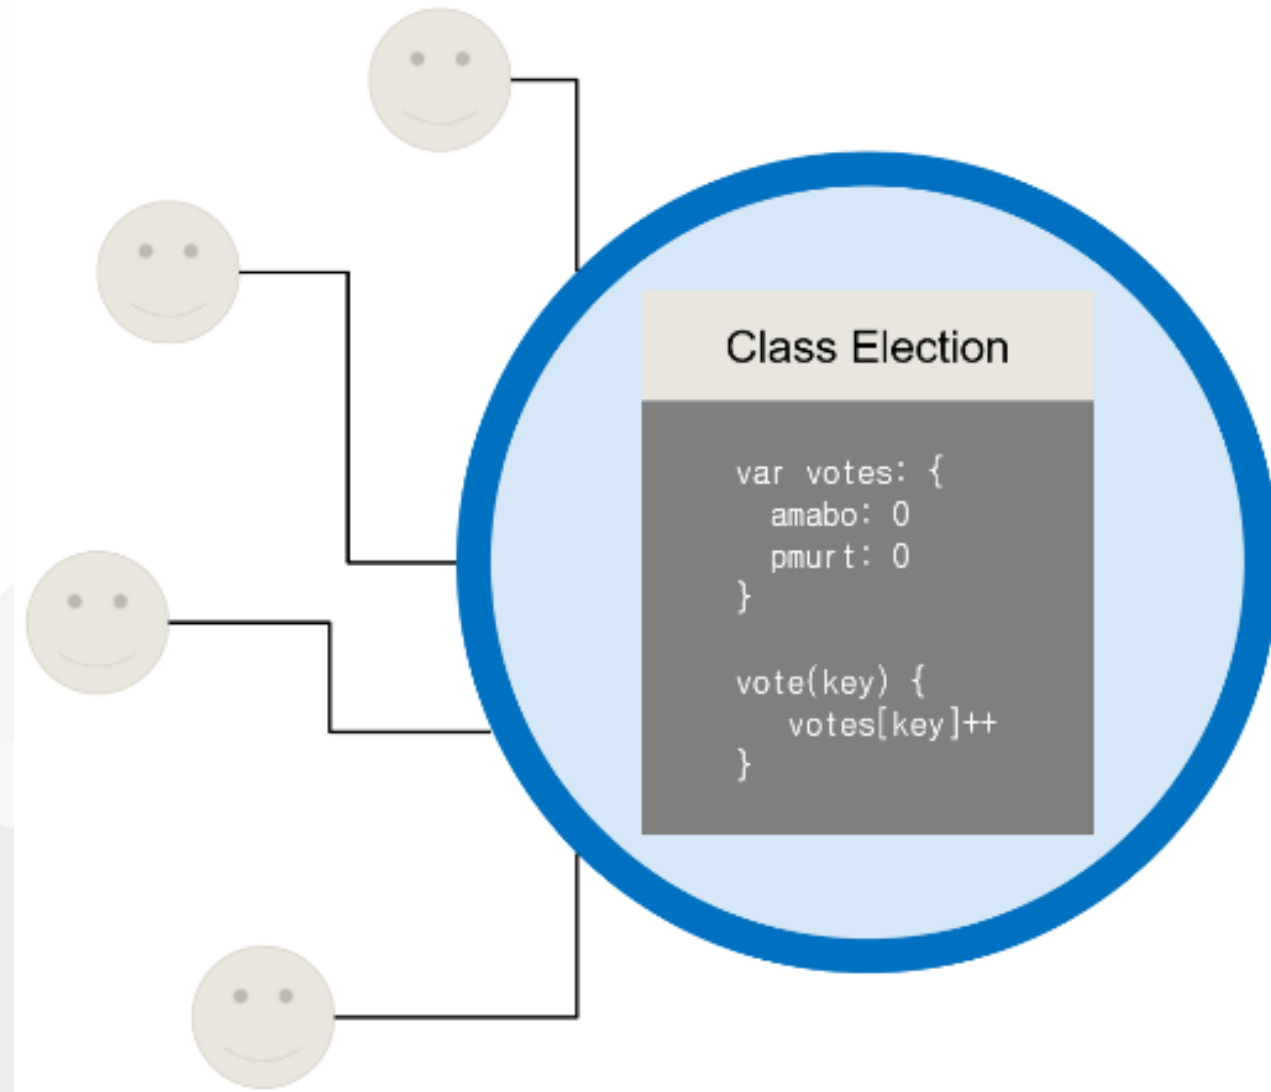 Class Election
var votes: {
amabo: 0
pmurt: 0
}
vote(key) {
votes[key]++
}